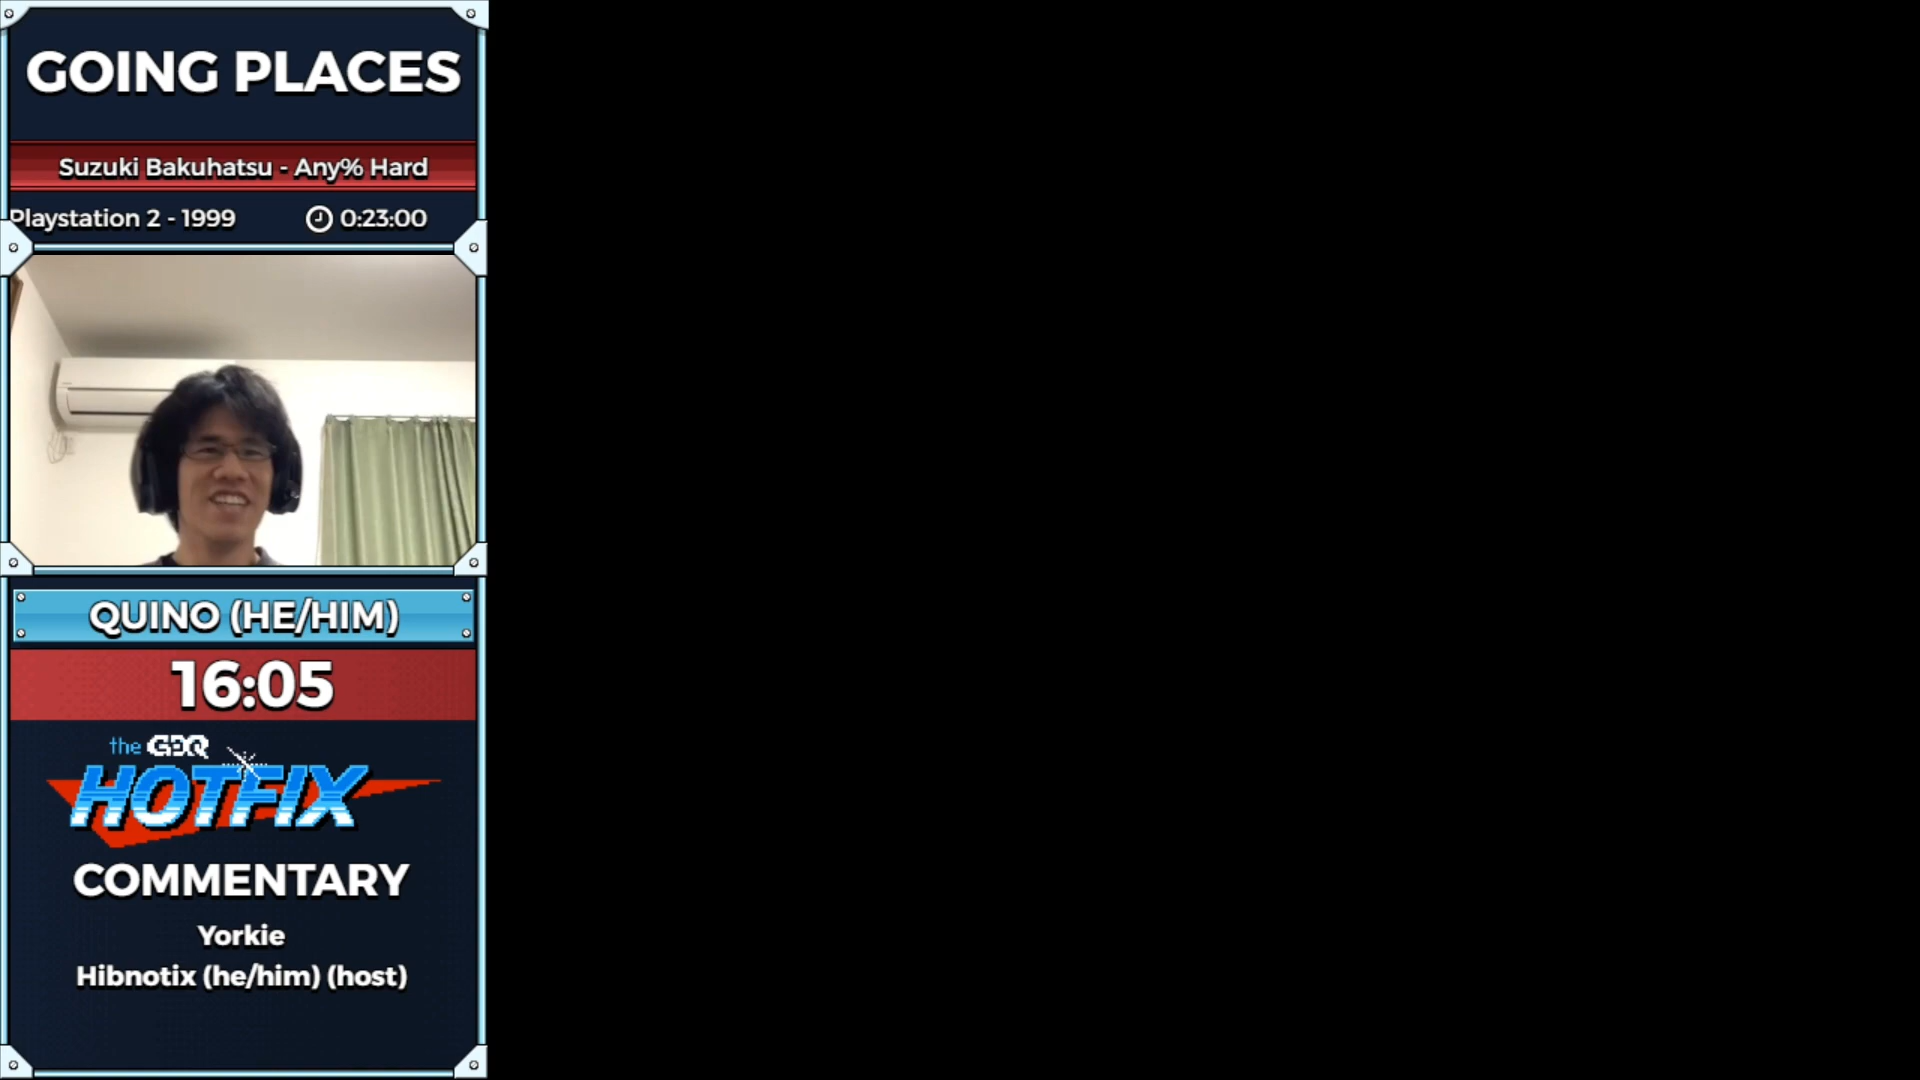 GOING PLACES
Suzuki Bakuhatsu - Any% Hard
Playstation 2 - 1999 0:23:00
QUINO (HE/HIM)
16:05
the GDQ
HOTFIX
COMMENTARY
Yorkie
Hibnotix (he/him) (host)